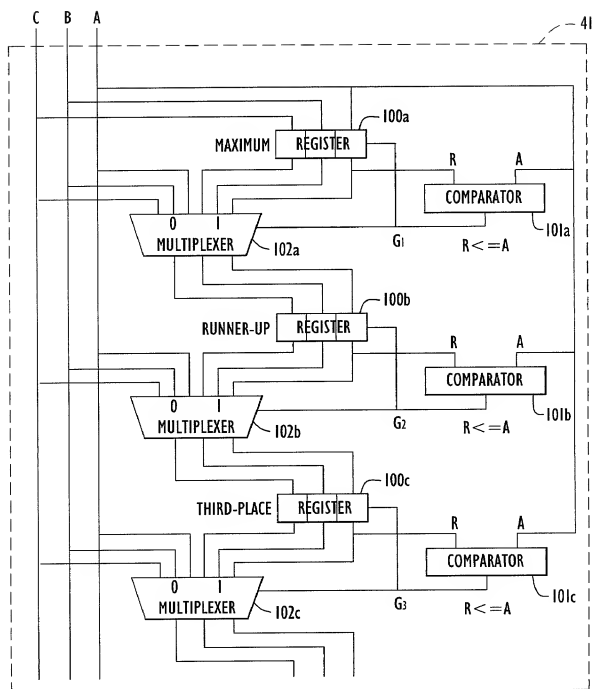 C B A
41
100a
MAXIMUM REGISTER
R A
COMPARATOR
0 1
MULTIPLEXER
102a
G1
R<=A
101a
100b
RUNNER-UP REGISTER
R A
COMPARATOR
0 1
MULTIPLEXER
102b
G2
R<=A
101b
100c
THIRD-PLACE REGISTER
R A
COMPARATOR
0 1
MULTIPLEXER
102c
G3
R<=A
101c